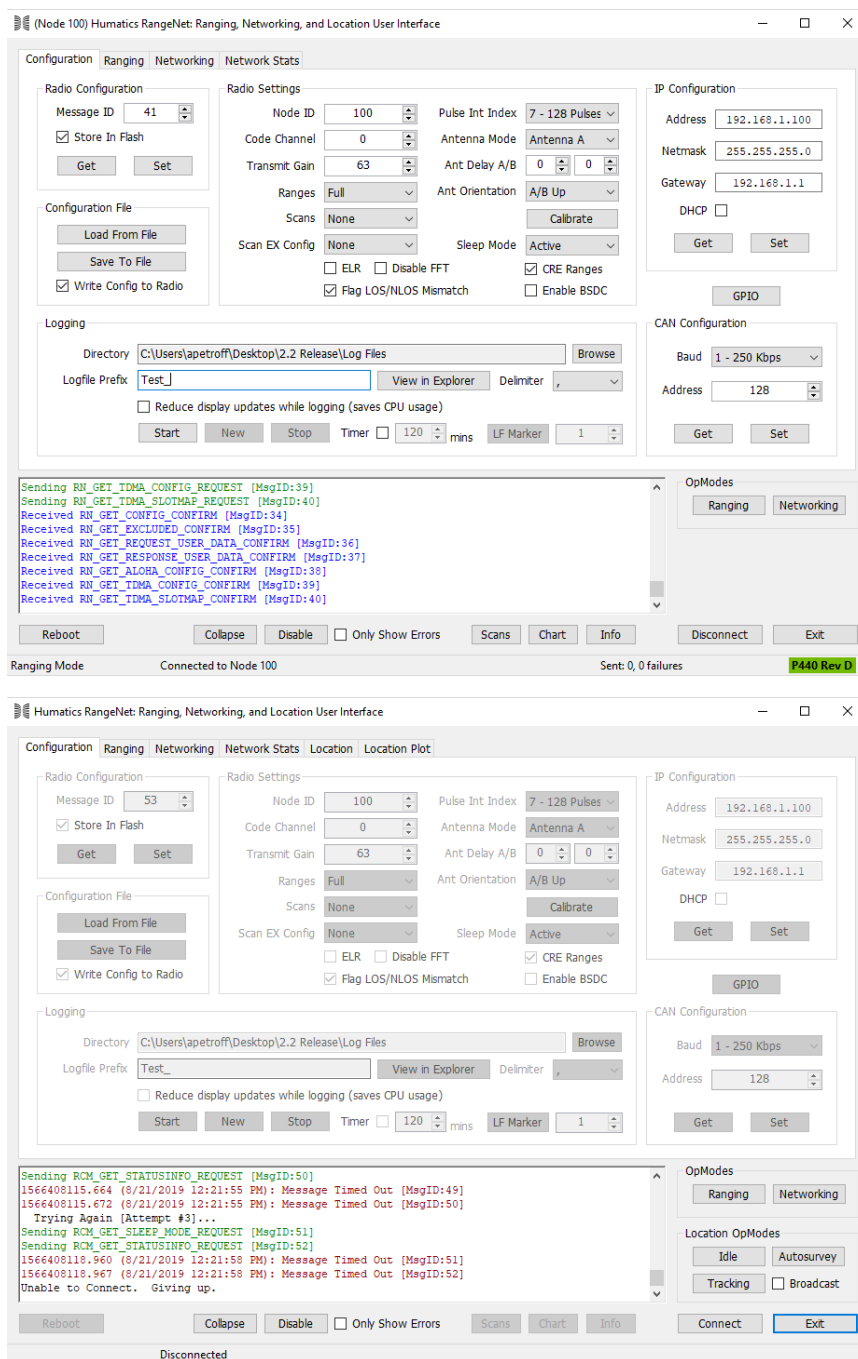 (Node 100) Humatics RangeNet: Ranging, Networking, and Location User Interface
Configuration Ranging Networking Network Stats
Radio Configuration Radio Settings IP Configuration
Message ID 41 Node ID 100 Pulse Int Index 7 - 128 Pulses Address 192.168.1.100
Store In Flash Code Channel 0 Antenna Mode Antenna A Netmask 255.255.255.0
Get Set Transmit Gain 63 Ant Delay A/B 0 0 Gateway 192.168.1.1
Configuration File Ranges Full Ant Orientation A/B Up DHCP
Load From File Scans None Calibrate Get Set
Save To File Scan EX Config None Sleep Mode Active
Write Config to Radio ELR Disable FFT CRE Ranges
Flag LOS/NLOS Mismatch Enable BSDC GPIO
Logging CAN Configuration
Directory C:\Users\apetroff\Desktop\2.2 Release\Log Files Browse Baud 1 - 250 Kbps
Logfile Prefix Test_ View in Explorer Delimiter , Address 128
Reduce display updates while logging (saves CPU usage)
Start New Stop Timer 120 mins LF Marker 1 Get Set
Sending RN_GET_TDMA_CONFIG_REQUEST [MsgID:39] OpModes
Sending RN_GET_TDMA_SLOTMAP_REQUEST [MsgID:40] Ranging Networking
Received RN_GET_CONFIG_CONFIRM [MsgID:34]
Received RN_GET_EXCLUDED_CONFIRM [MsgID:35]
Received RN_GET_REQUEST_USER_DATA_CONFIRM [MsgID:36]
Received RN_GET_RESPONSE_USER_DATA_CONFIRM [MsgID:37]
Received RN_GET_ALOHA_CONFIG_CONFIRM [MsgID:38]
Received RN_GET_TDMA_CONFIG_CONFIRM [MsgID:39]
Received RN_GET_TDMA_SLOTMAP_CONFIRM [MsgID:40]
Reboot Collapse Disable Only Show Errors Scans Chart Info Disconnect Exit
Ranging Mode Connected to Node 100 Sent: 0, 0 failures P440 Rev D
Humatics RangeNet: Ranging, Networking, and Location User Interface
Configuration Ranging Networking Network Stats Location Location Plot
Radio Configuration Radio Settings IP Configuration
Message ID 53 Node ID 100 Pulse Int Index 7 - 128 Pulses Address 192.168.1.100
Store In Flash Code Channel 0 Antenna Mode Antenna A Netmask 255.255.255.0
Get Set Transmit Gain 63 Ant Delay A/B 0 0 Gateway 192.168.1.1
Configuration File Ranges Full Ant Orientation A/B Up DHCP
Load From File Scans None Calibrate Get Set
Save To File Scan EX Config None Sleep Mode Active
Write Config to Radio ELR Disable FFT CRE Ranges
Flag LOS/NLOS Mismatch Enable BSDC GPIO
Logging CAN Configuration
Directory C:\Users\apetroff\Desktop\2.2 Release\Log Files Browse Baud 1 - 250 Kbps
Logfile Prefix Test_ View in Explorer Delimiter , Address 128
Reduce display updates while logging (saves CPU usage)
Start New Stop Timer 120 mins LF Marker 1 Get Set
Sending RCM_GET_STATUSINFO_REQUEST [MsgID:50] OpModes
1566408115.664 (8/21/2019 12:21:55 PM): Message Timed Out [MsgID:49] Ranging Networking
1566408115.672 (8/21/2019 12:21:55 PM): Message Timed Out [MsgID:50]
Trying Again [Attempt #3]...
Sending RCM_GET_SLEEP_MODE_REQUEST [MsgID:51] Location OpModes
Sending RCM_GET_STATUSINFO_REQUEST [MsgID:52] Idle Autosurvey
1566408118.960 (8/21/2019 12:21:58 PM): Message Timed Out [MsgID:51]
1566408118.967 (8/21/2019 12:21:58 PM): Message Timed Out [MsgID:52] Tracking Broadcast
Unable to Connect. Giving up.
Reboot Collapse Disable Only Show Errors Scans Chart Info Connect Exit
Disconnected